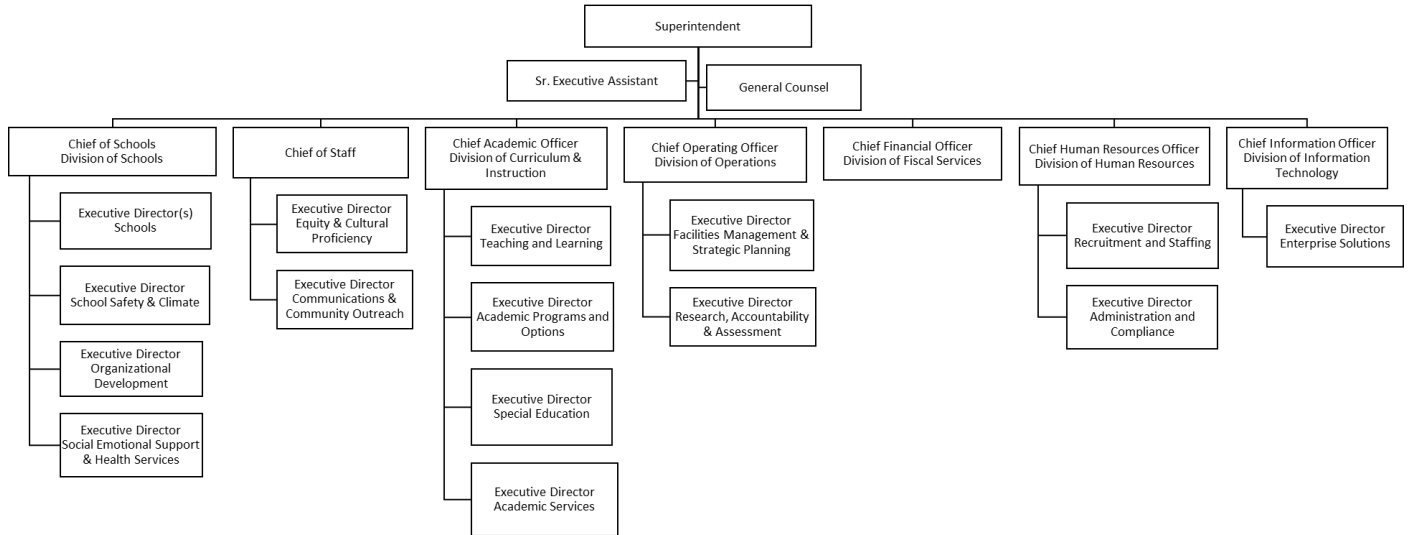 Superintendent
Sr. Executive Assistant
General Counsel
Chief of Schools
Division of Schools
Executive Director(s)
Schools
Executive Director
School Safety & Climate
Executive Director
Organizational
Development
Executive Director
Social Emotional Support
& Health Services
Chief of Staff
Executive Director
Equity & Cultural
Proficiency
Executive Director
Communications &
Community Outreach
Chief Academic Officer
Division of Curriculum &
Instruction
Executive Director
Teaching and Learning
Executive Director
Academic Programs and
Options
Executive Director
Special Education
Executive Director
Academic Services
Chief Operating Officer
Division of Operations
Executive Director
Facilities Management &
Strategic Planning
Executive Director
Research, Accountability
& Assessment
Chief Financial Officer
Division of Fiscal Services
Chief Human Resources Officer
Division of Human Resources
Executive Director
Recruitment and Staffing
Executive Director
Administration and
Compliance
Chief Information Officer
Division of Information
Technology
Executive Director
Enterprise Solutions